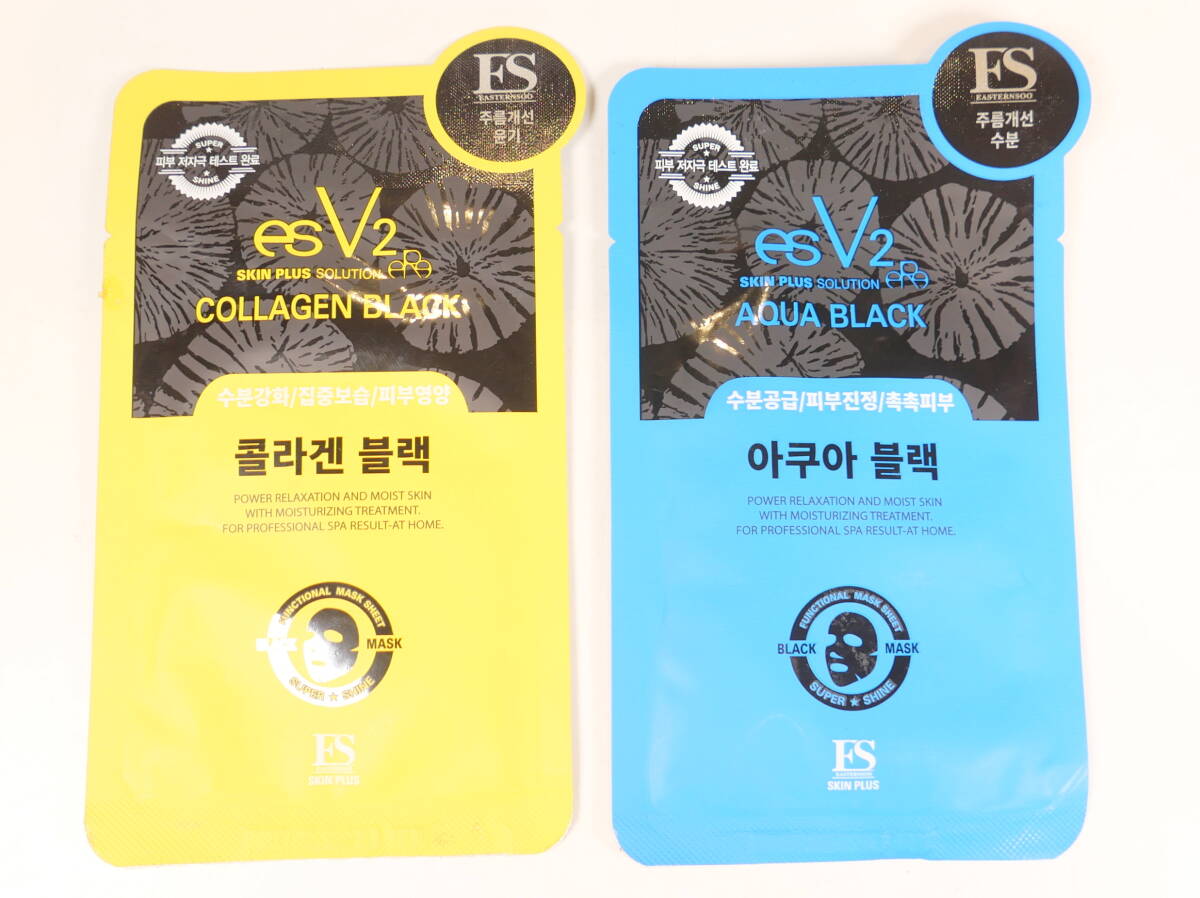 ES
EASTERNSOO
주름개선
윤기
SUPER
피부 저자극 테스트 완료
SHINE
es V2
SKIN PLUS SOLUTION
COLLAGEN BLACK
수분강화/집중보습/피부영양
콜라겐 블랙
POWER RELAXATION AND MOIST SKIN
WITH MOISTURIZING TREATMENT.
FOR PROFESSIONAL SPA RESULT-AT HOME.
FUNCTIONAL MASK SHEET
BLACK MASK
SUPER ★ SHINE
ES
EASTERNSOO
SKIN PLUS
ES
EASTERNSOO
주름개선
수분
SUPER
피부 저자극 테스트 완료
SHINE
es V2
SKIN PLUS SOLUTION
AQUA BLACK
수분공급/피부진정/촉촉피부
아쿠아 블랙
POWER RELAXATION AND MOIST SKIN
WITH MOISTURIZING TREATMENT.
FOR PROFESSIONAL SPA RESULT-AT HOME.
FUNCTIONAL MASK SHEET
BLACK MASK
SUPER ★ SHINE
ES
EASTERNSOO
SKIN PLUS